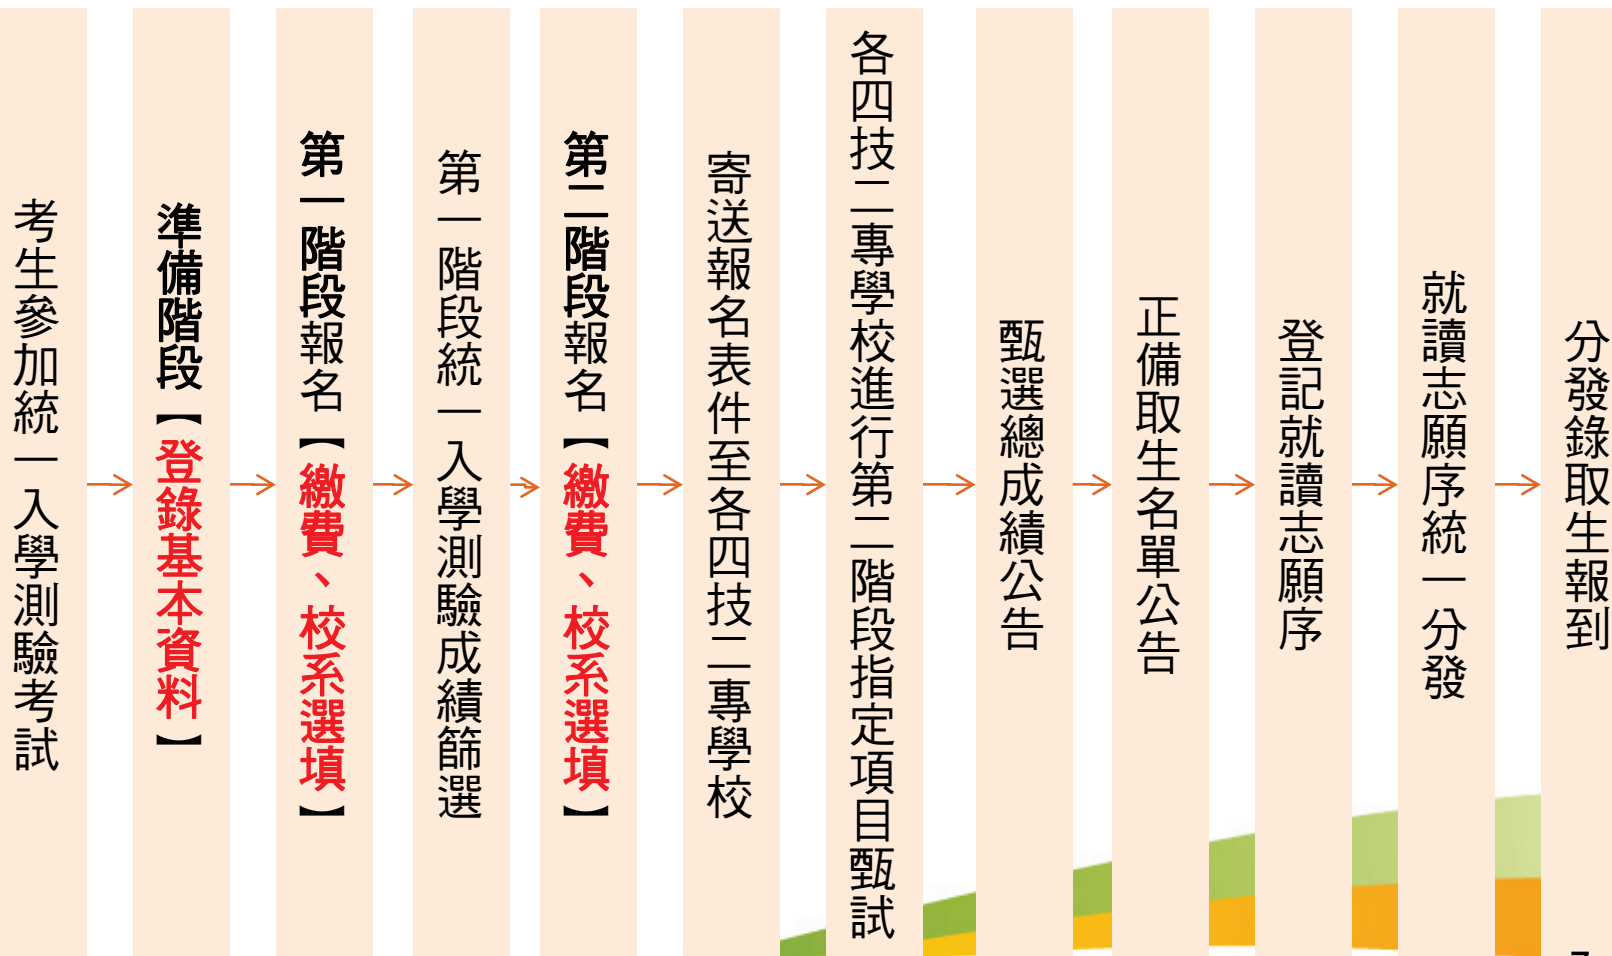 考生參加統一入學測驗考試
準備階段【登錄基本資料】
第一階段報名【繳費、校系選填】
第一階段統一入學測驗成績篩選
第二階段報名【繳費、校系選填】
寄送報名表件至各四技二專學校
各四技二專學校進行第二階段指定項目甄試
甄選總成績公告
正備取生名單公告
登記就讀志願序
就讀志願序統一分發
分發錄取生報到